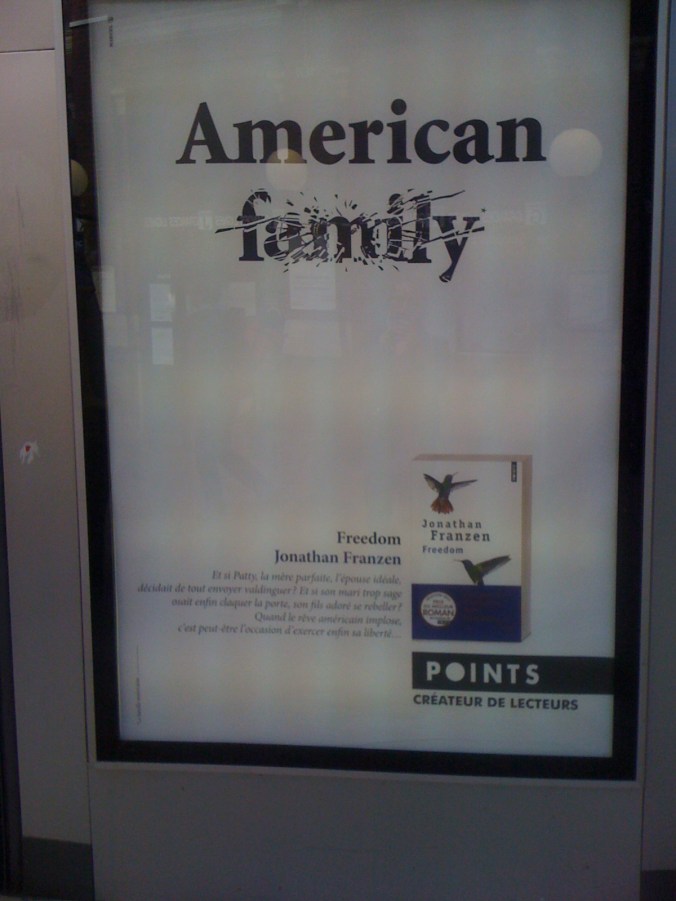 American
family*
Freedom
Jonathan Franzen
Et si Patty, la mère parfaite, l'épouse idéale,
décidait de tout envoyer valdinguer ? Et si son mari trop sage
osait enfin claquer la porte, son fils adoré se rebeller ?
Quand le rêve américain implose,
c'est peut-être l'occasion d'exercer enfin sa liberté...
Jonathan
Franzen
Freedom
ROMAN
POINTS
CRÉATEUR DE LECTEURS